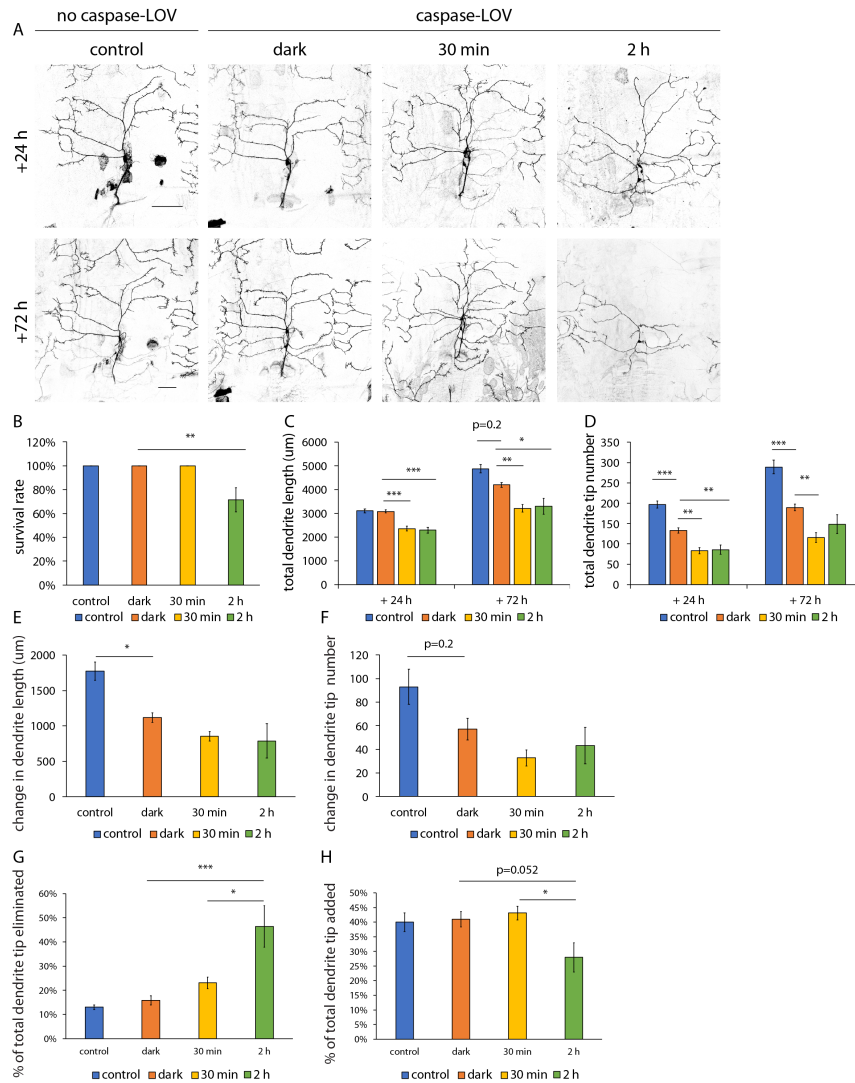 no caspase-LOV caspase-LOV
A
control dark 30 min 2 h
+24 h
+72 h
B
survival rate
120%
100%
80%
60%
40%
20%
0%
**
control dark 30 min 2 h
control dark 30 min 2 h
C
total dendrite length (um)
6000
5000
4000
3000
2000
1000
0
***
***
p=0.2
*
**
+ 24 h + 72 h
control dark 30 min 2 h
D
total dendrite tip number
350
300
250
200
150
100
50
0
***
**
**
***
**
+ 24 h + 72 h
control dark 30 min 2 h
E
change in dendrite length (um)
2000
1500
1000
500
0
*
control dark 30 min 2 h
control dark 30 min 2 h
F
change in dendrite tip number
120
100
80
60
40
20
0
p=0.2
control dark 30 min 2 h
control dark 30 min 2 h
G
% of total dendrite tip eliminated
60%
50%
40%
30%
20%
10%
0%
***
*
control dark 30 min 2 h
control dark 30 min 2 h
H
% of total dendrite tip added
50%
45%
40%
35%
30%
25%
20%
15%
10%
5%
0%
p=0.052
*
control dark 30 min 2 h
control dark 30 min 2 h